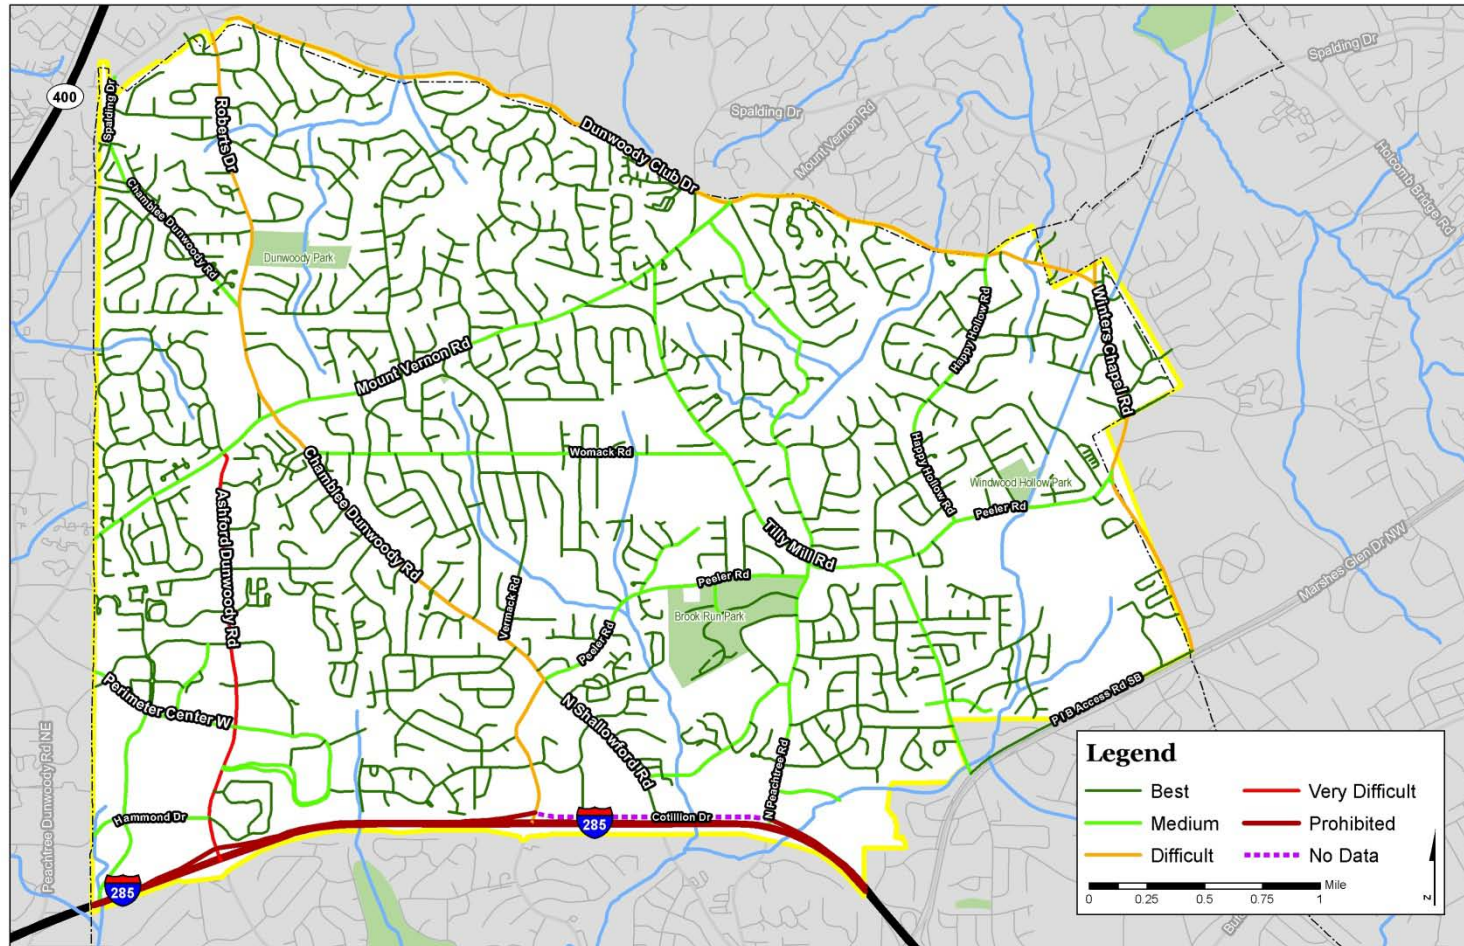 Spalding Dr
400
Spalding Dr
Roberts Dr
Spalding Dr
Mount Vernon Rd
Dunwoody Club Dr
Holcomb Bridge Rd
Chamblee Dunwoody Rd
Dunwoody Park
Happy Hollow Rd
Winters Chapel Rd
Mount Vernon Rd
Womack Rd
Happy Hollow Rd
Windwood Hollow Park
Peeler Rd
Chamblee Dunwoody Rd
Ashford Dunwoody Rd
Tilly Mill Rd
Marshes Glen Dr NW
Peeler Rd
Vermack Rd
Brook Run Park
Peeler Rd
Perimeter Center W
N Shallowford Rd
P I B Access Rd SB
N Peachtree Rd
Peachtree Dunwoody Rd NE
Hammond Dr
Cotillion Dr
285
285
Legend
Best
Very Difficult
Medium
Prohibited
Difficult
No Data
Mile
0 0.25 0.5 0.75 1
Z